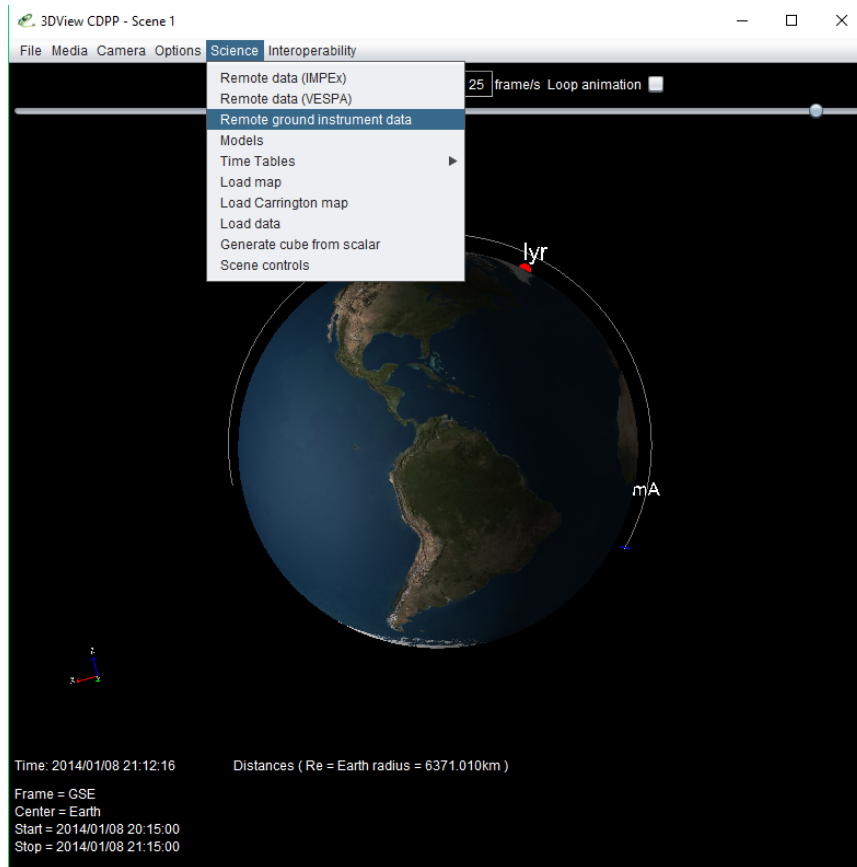 3DView CDPP - Scene 1
File Media Camera Options Science Interoperability
Remote data (IMPEx)
25 frame/s Loop animation
Remote data (VESPA)
Remote ground instrument data
Models
Time Tables
Load map
Load Carrington map
Load data
Generate cube from scalar
Scene controls
lyr
mA
Time: 2014/01/08 21:12:16 Distances ( Re = Earth radius = 6371.010km )
Frame = GSE
Center = Earth
Start = 2014/01/08 20:15:00
Stop = 2014/01/08 21:15:00